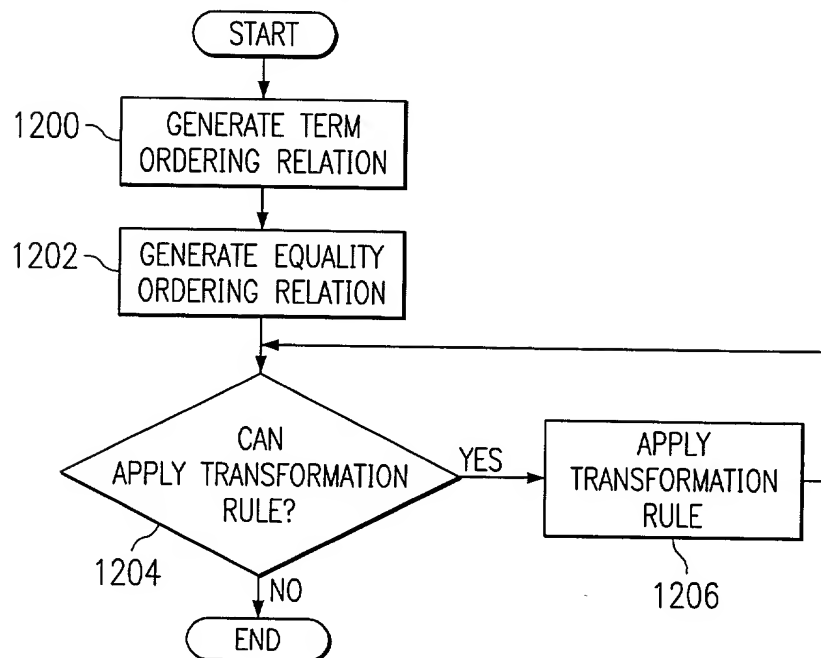 START
1200
GENERATE TERM
ORDERING RELATION
1202
GENERATE EQUALITY
ORDERING RELATION
CAN
APPLY TRANSFORMATION
RULE?
1204
YES
APPLY
TRANSFORMATION
RULE
1206
NO
END